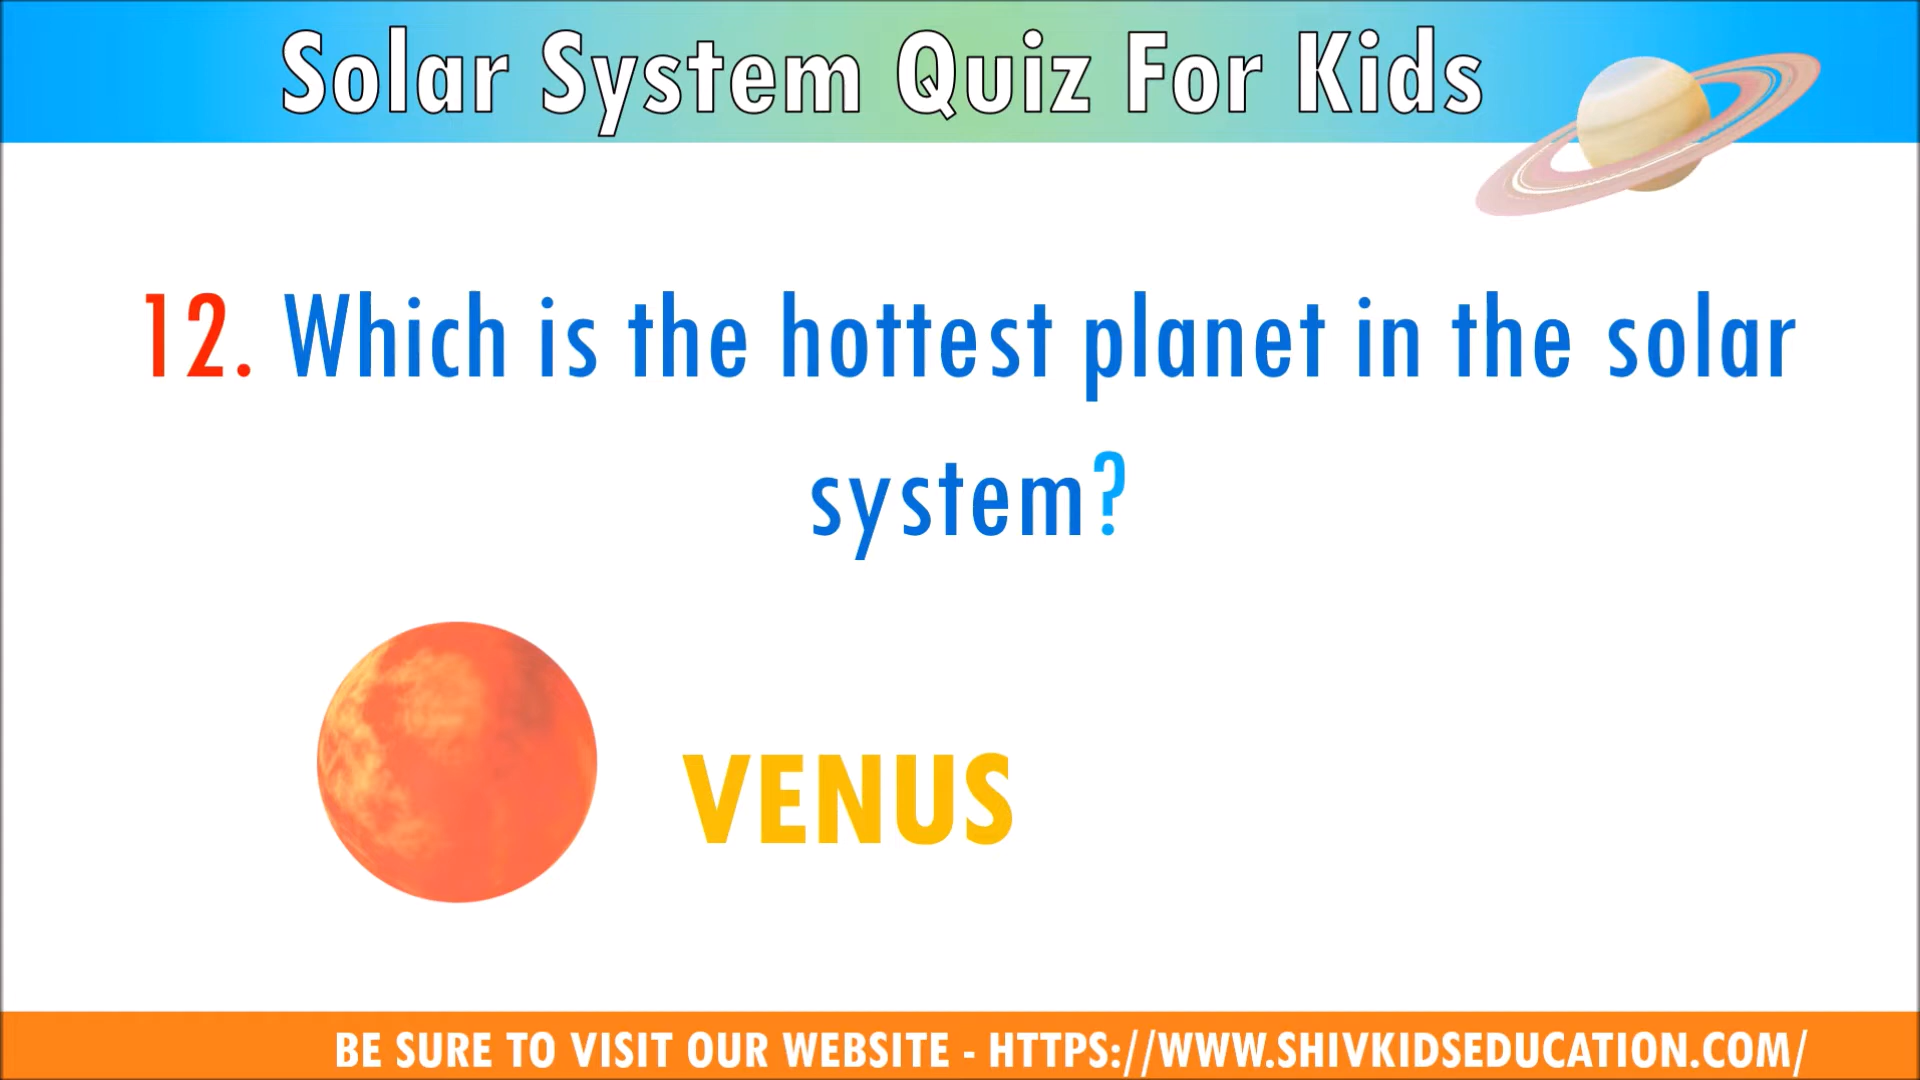 Solar System Quiz For Kids
12. Which is the hottest planet in the solar
system?
VENUS
BE SURE TO VISIT OUR WEBSITE - HTTPS://WWW.SHIVKIDSEDUCATION.COM/